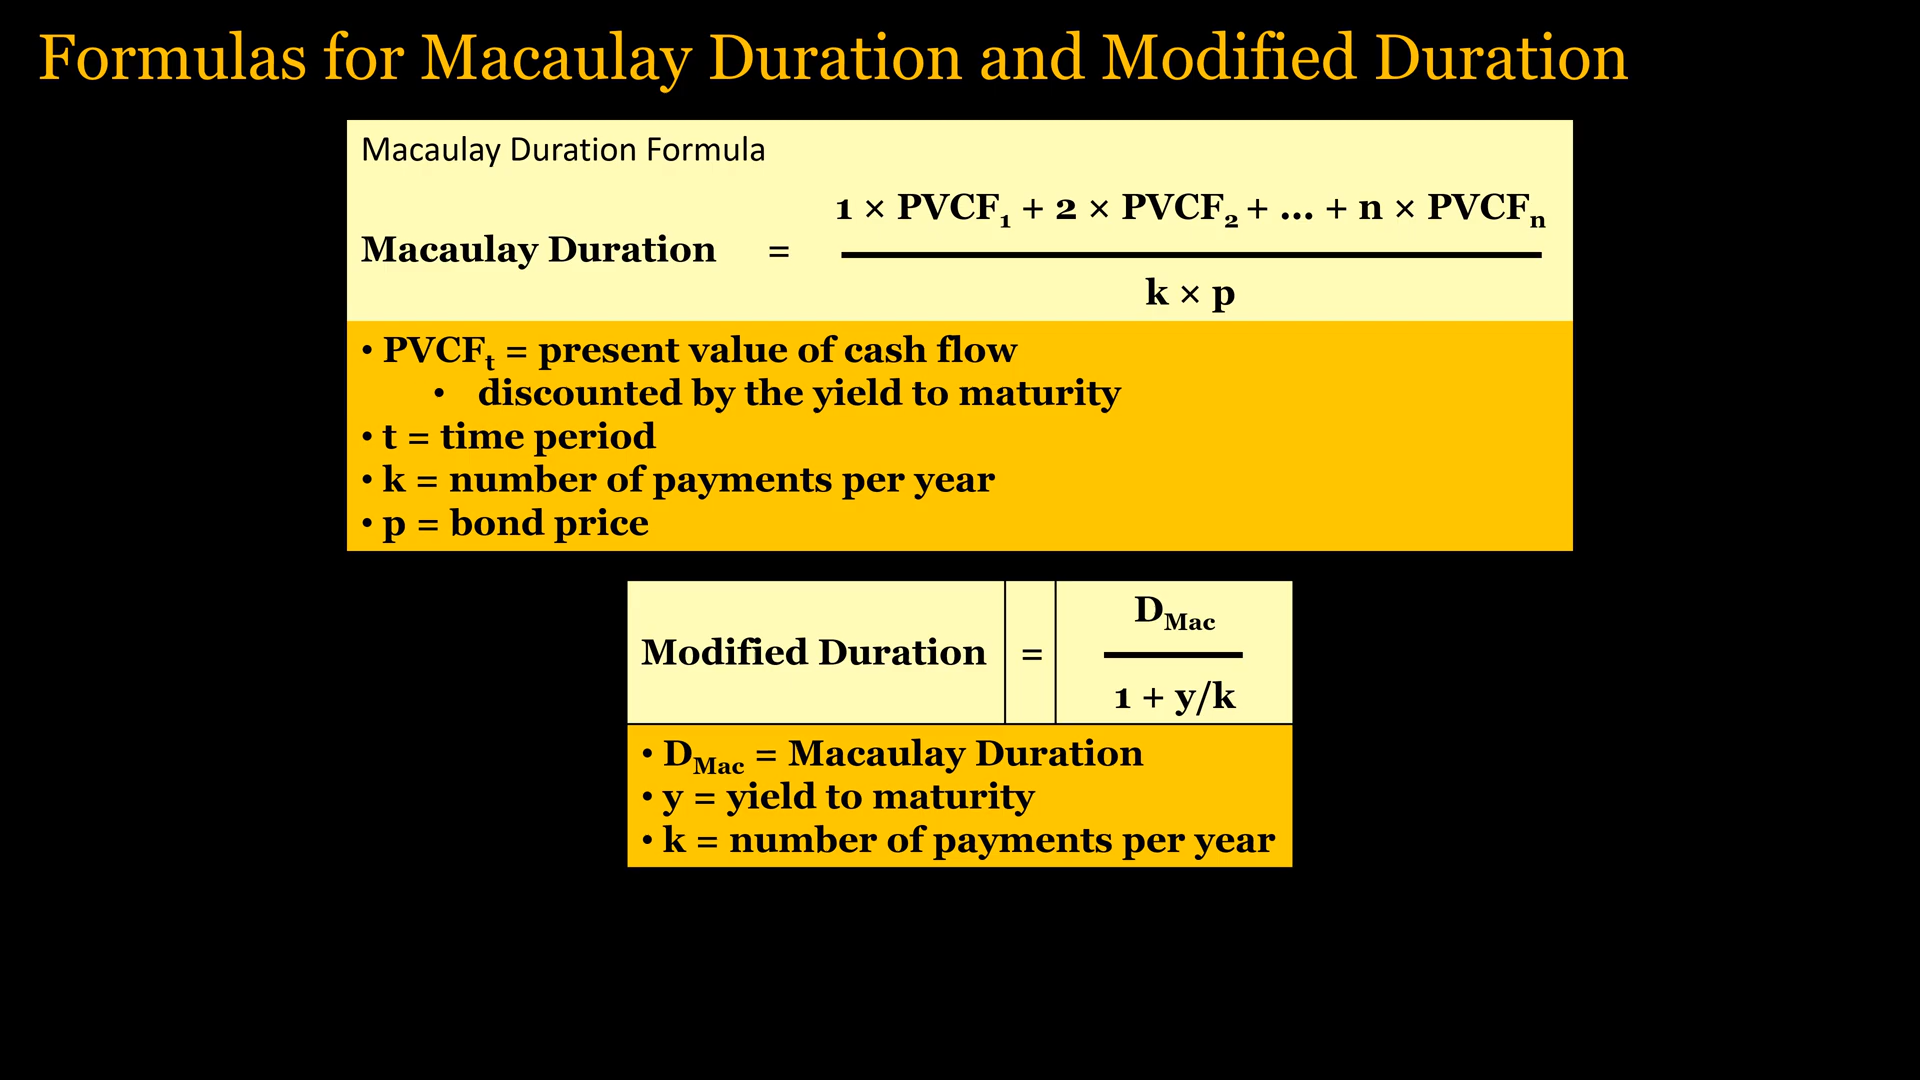 Formulas for Macaulay Duration and Modified Duration
Macaulay Duration Formula
1 × PVCF₁ + 2 × PVCF₂ + ... + n × PVCFₙ
Macaulay Duration =
k × p
• PVCFₜ = present value of cash flow
• discounted by the yield to maturity
• t = time period
• k = number of payments per year
• p = bond price
D_Mac
Modified Duration =
1 + y/k
• D_Mac = Macaulay Duration
• y = yield to maturity
• k = number of payments per year